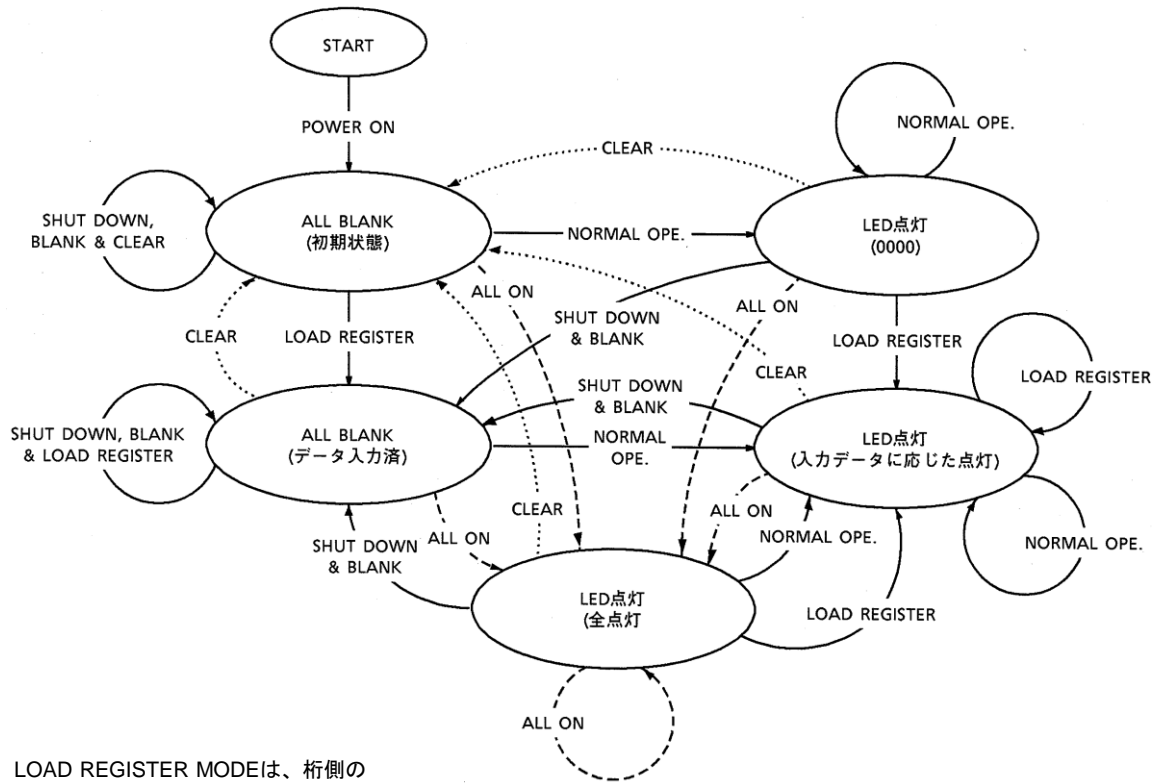 START
POWER ON
NORMAL OPE.
CLEAR
SHUT DOWN,
BLANK & CLEAR
ALL BLANK
(初期状態)
NORMAL OPE.
LED点灯
(0000)
ALL ON
ALL ON
SHUT DOWN
& BLANK
CLEAR
LOAD REGISTER
LOAD REGISTER
CLEAR
LOAD REGISTER
SHUT DOWN
& BLANK
SHUT DOWN, BLANK
& LOAD REGISTER
ALL BLANK
(データ入力済)
NORMAL
OPE.
LED点灯
(入力データに応じた点灯)
CLEAR
ALL ON
ALL ON
NORMAL OPE.
NORMAL OPE.
SHUT DOWN
& BLANK
LED点灯
(全点灯
LOAD REGISTER
ALL ON
LOAD REGISTER MODEは、桁側の